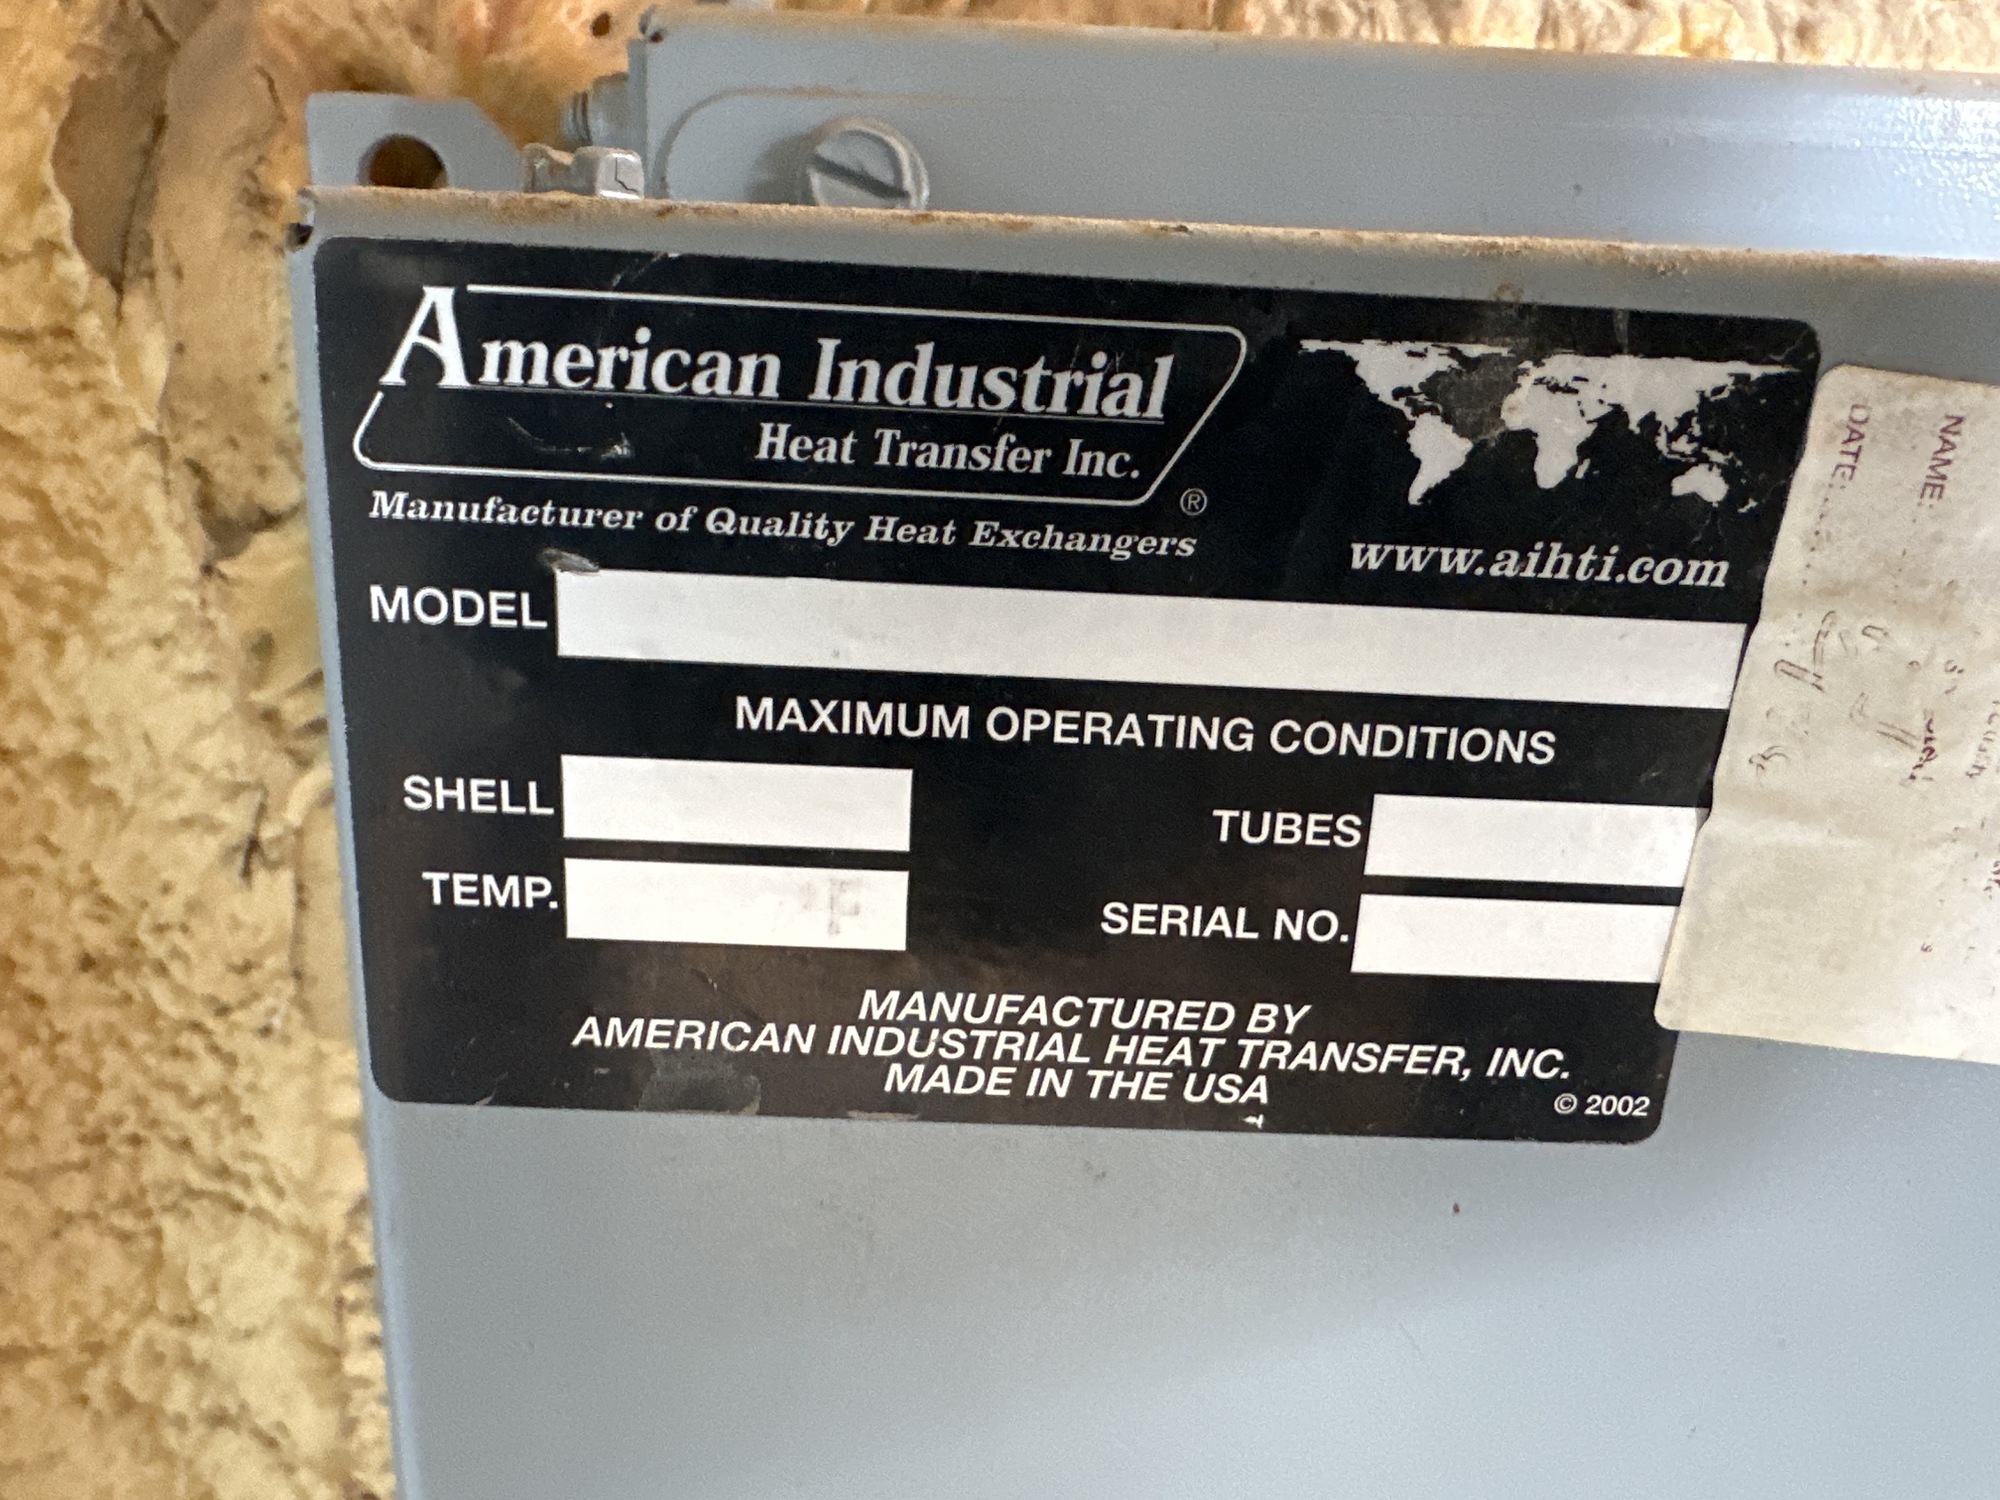 American Industrial
Heat Transfer Inc.
®
Manufacturer of Quality Heat Exchangers
www.aihti.com
MODEL
MAXIMUM OPERATING CONDITIONS
SHELL
TUBES
TEMP.
SERIAL NO.
MANUFACTURED BY
AMERICAN INDUSTRIAL HEAT TRANSFER, INC.
MADE IN THE USA
© 2002
NAME:
DATE: